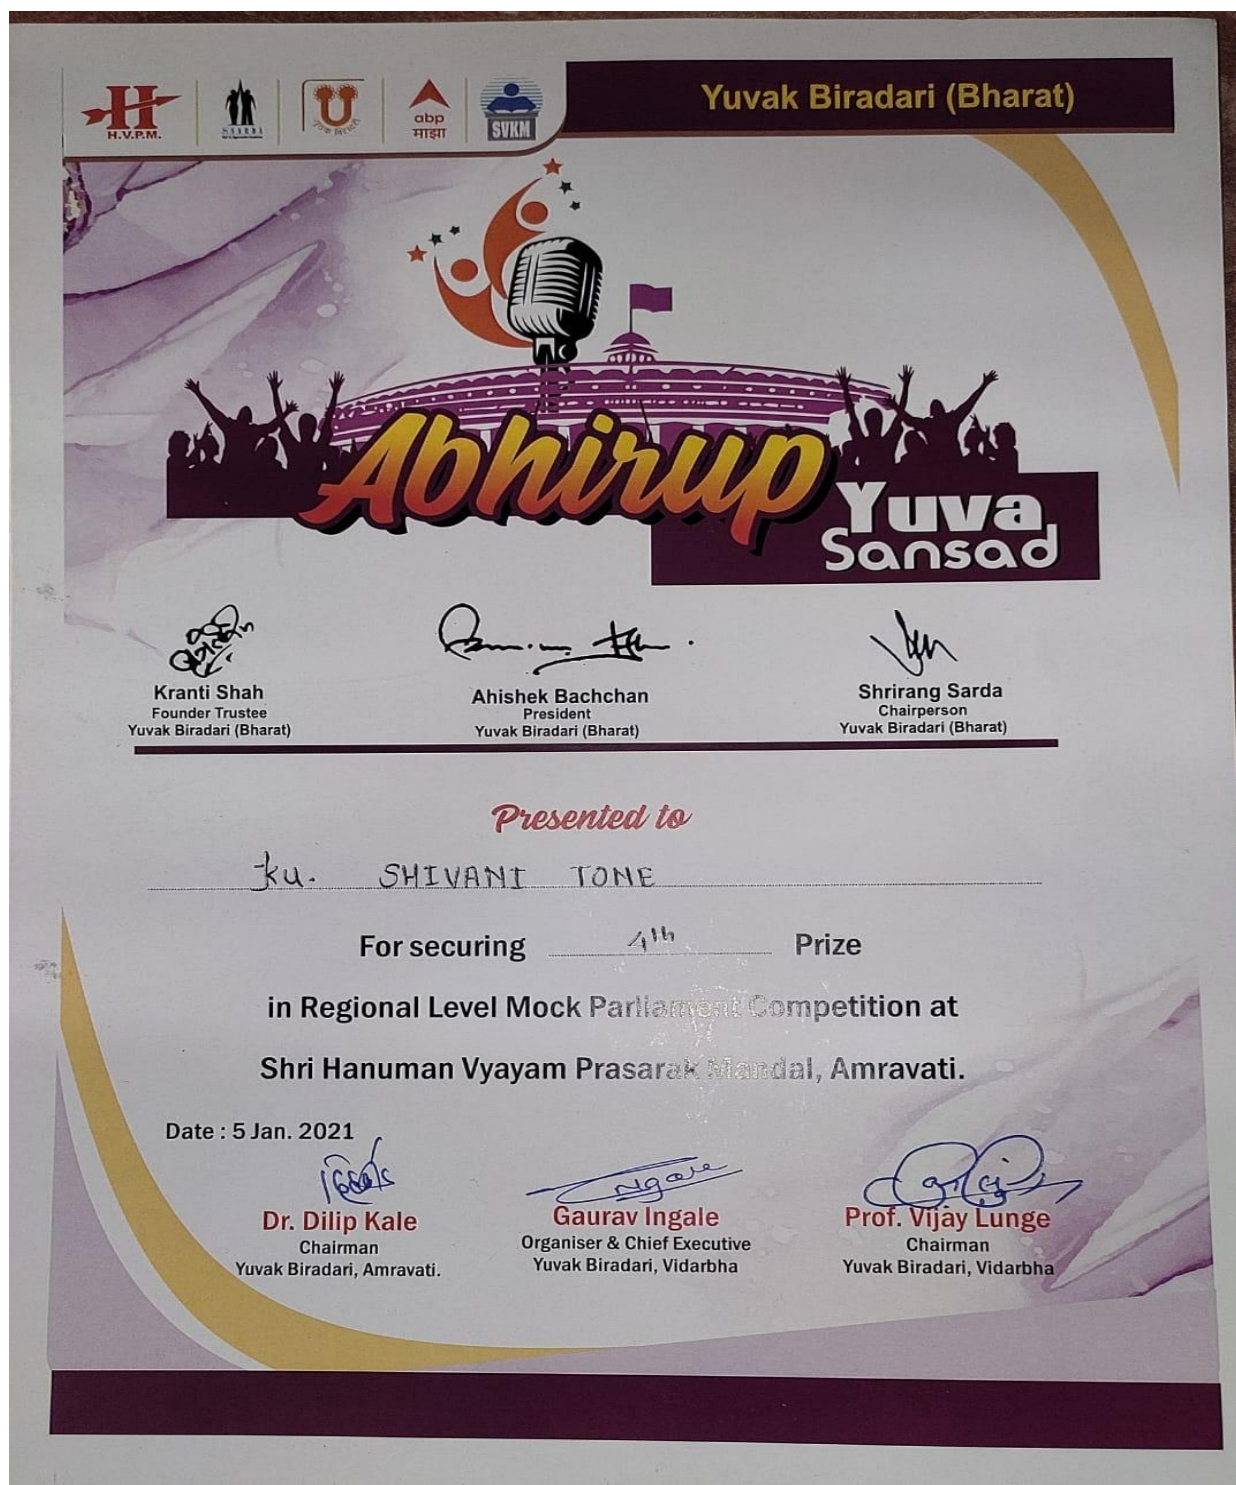 H.V.P.M.
SAARDA
abp
माझा
SVKM
Yuvak Biradari (Bharat)
Abhirup
Yuva
Sansad
Kranti Shah
Founder Trustee
Yuvak Biradari (Bharat)
Ahishek Bachchan
President
Yuvak Biradari (Bharat)
Shrirang Sarda
Chairperson
Yuvak Biradari (Bharat)
Presented to
Ku. SHIVANI TONE
For securing 4th Prize
in Regional Level Mock Parliament Competition at
Shri Hanuman Vyayam Prasarak Mandal, Amravati.
Date : 5 Jan. 2021
Dr. Dilip Kale
Chairman
Yuvak Biradari, Amravati.
Ngale
Gaurav Ingale
Organiser & Chief Executive
Yuvak Biradari, Vidarbha
Prof. Vijay Lunge
Chairman
Yuvak Biradari, Vidarbha